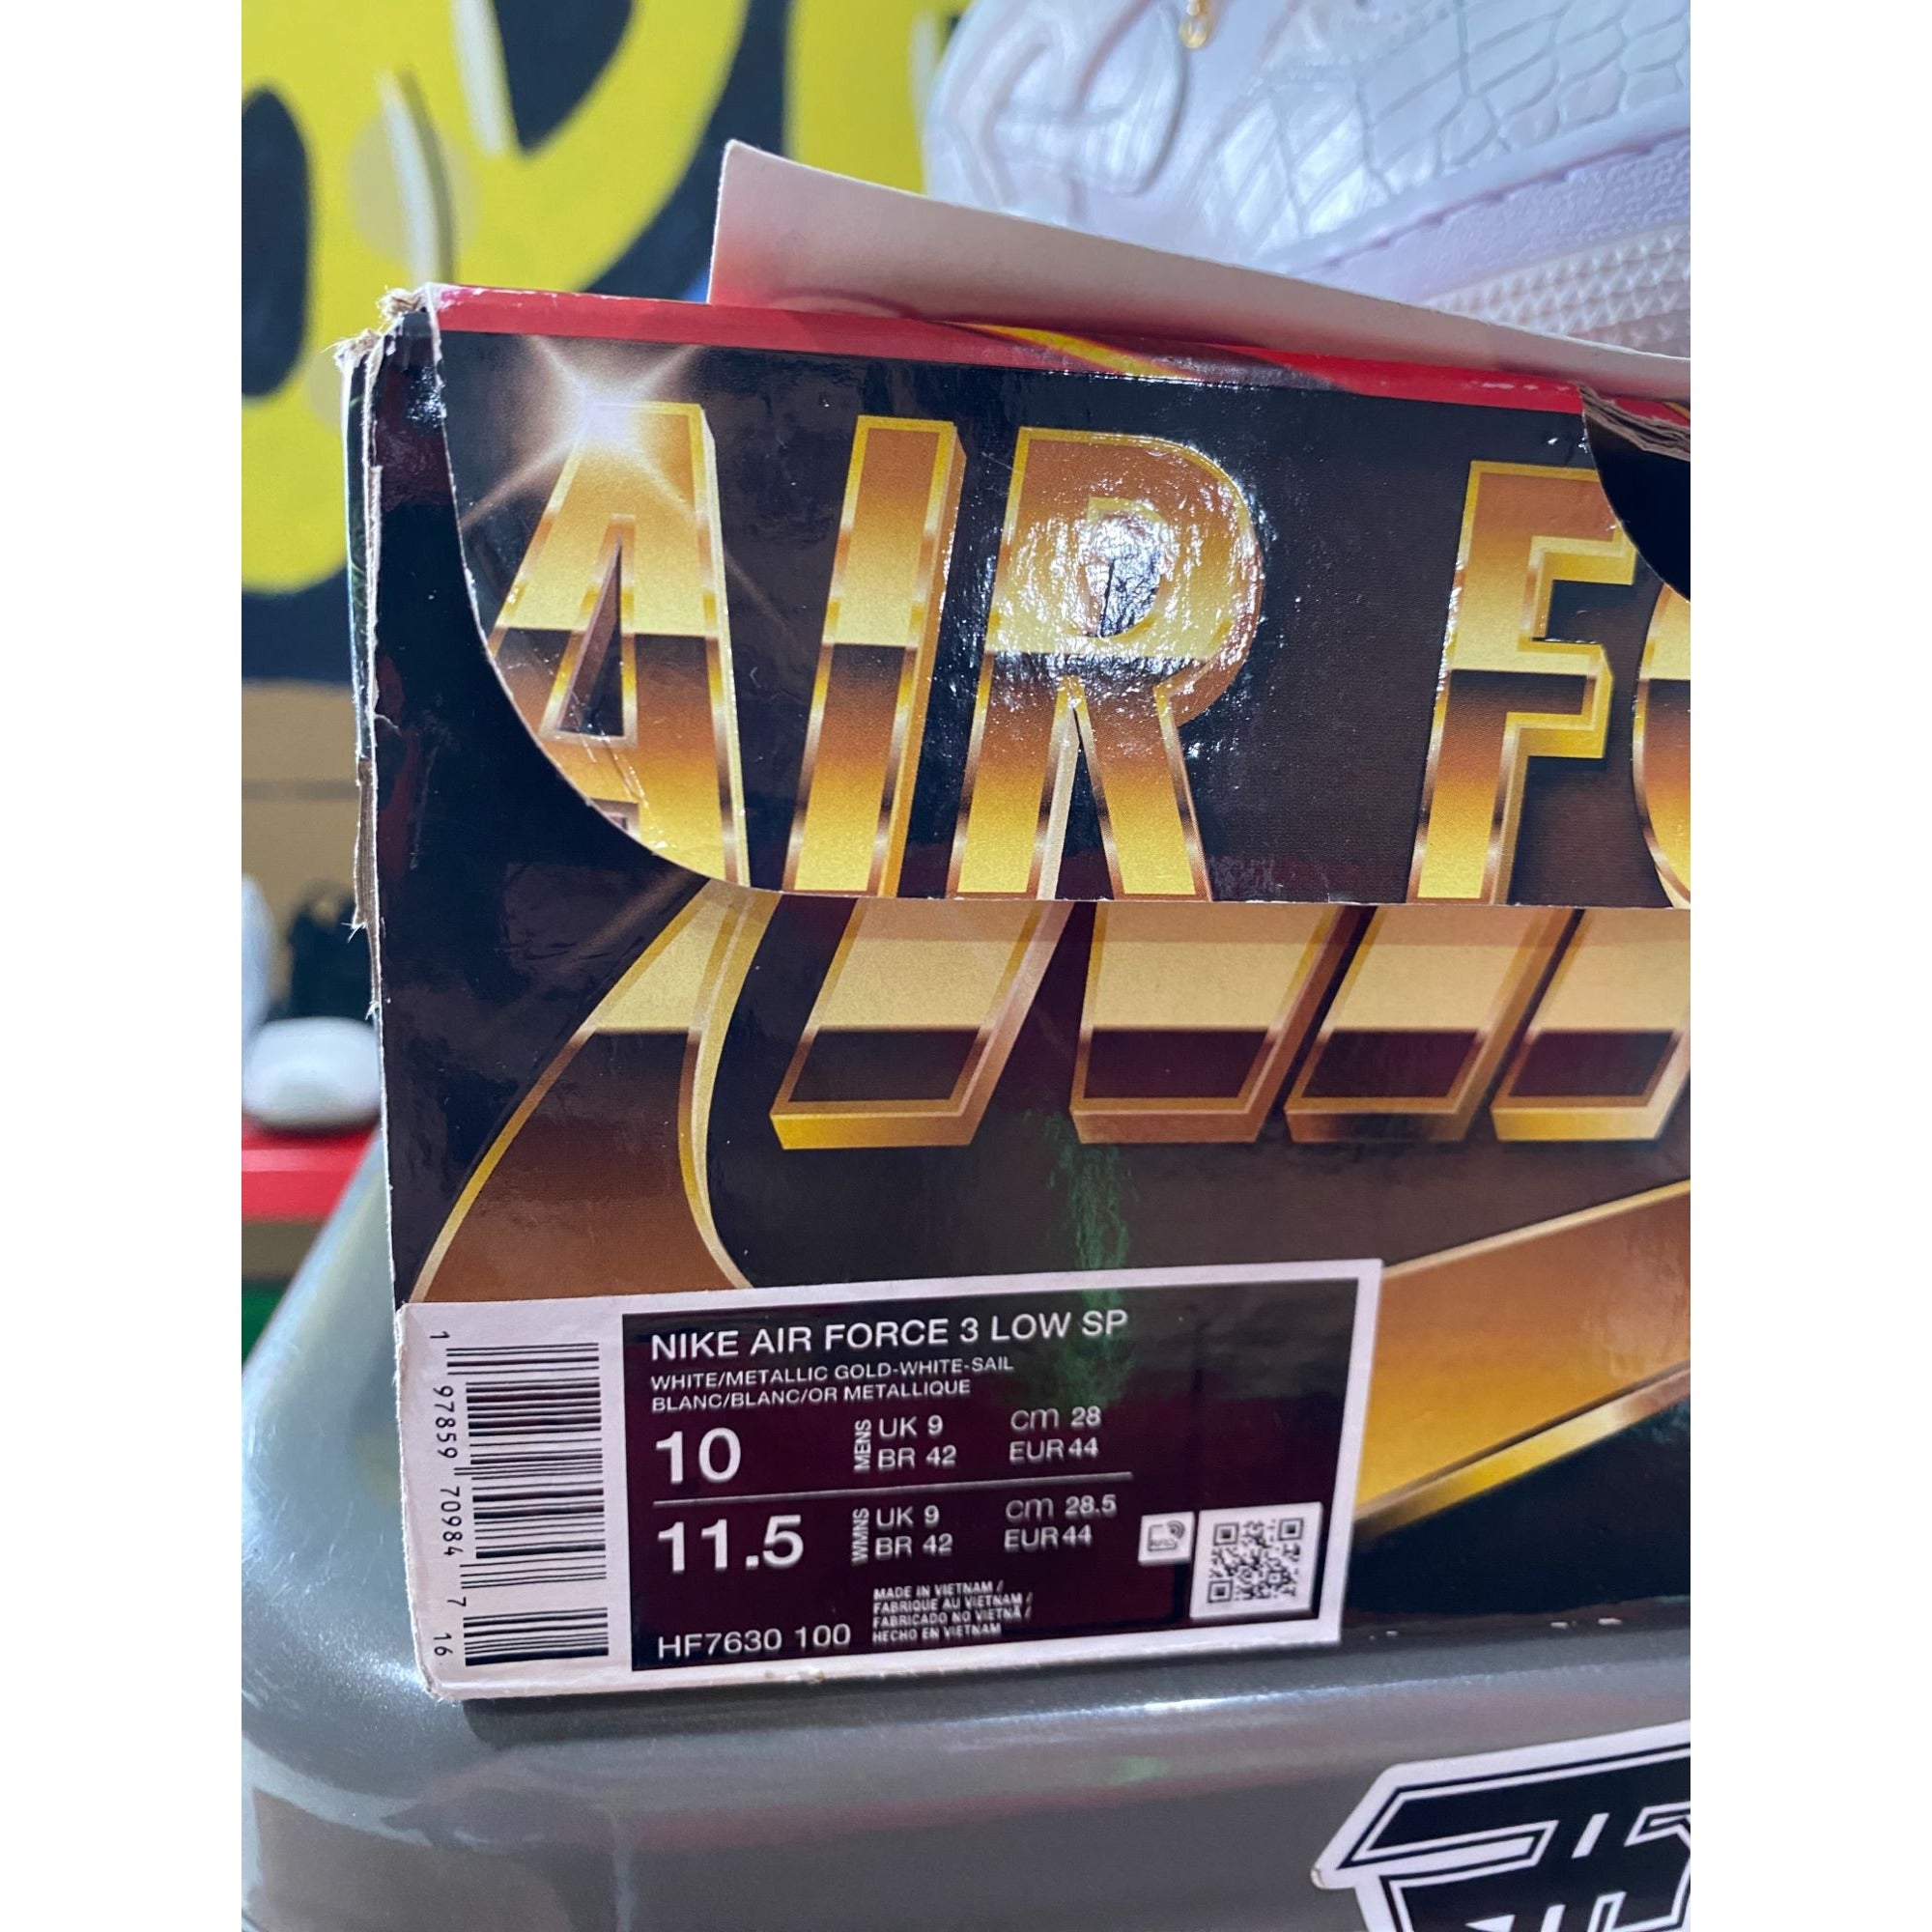 AIR F
NIKE AIR FORCE 3 LOW SP
WHITE/METALLIC GOLD-WHITE-SAIL
BLANC/BLANC/OR METALLIQUE
10 MENS UK 9 cm 28
BR 42 EUR 44
11.5 WMNS UK 9 cm 28.5
BR 42 EUR 44
MADE IN VIETNAM /
FABRIQUE AU VIETNAM /
FABRICADO NO VIETNÃ /
HECHO EN VIETNAM
HF7630 100
1 97859 70984 7 16